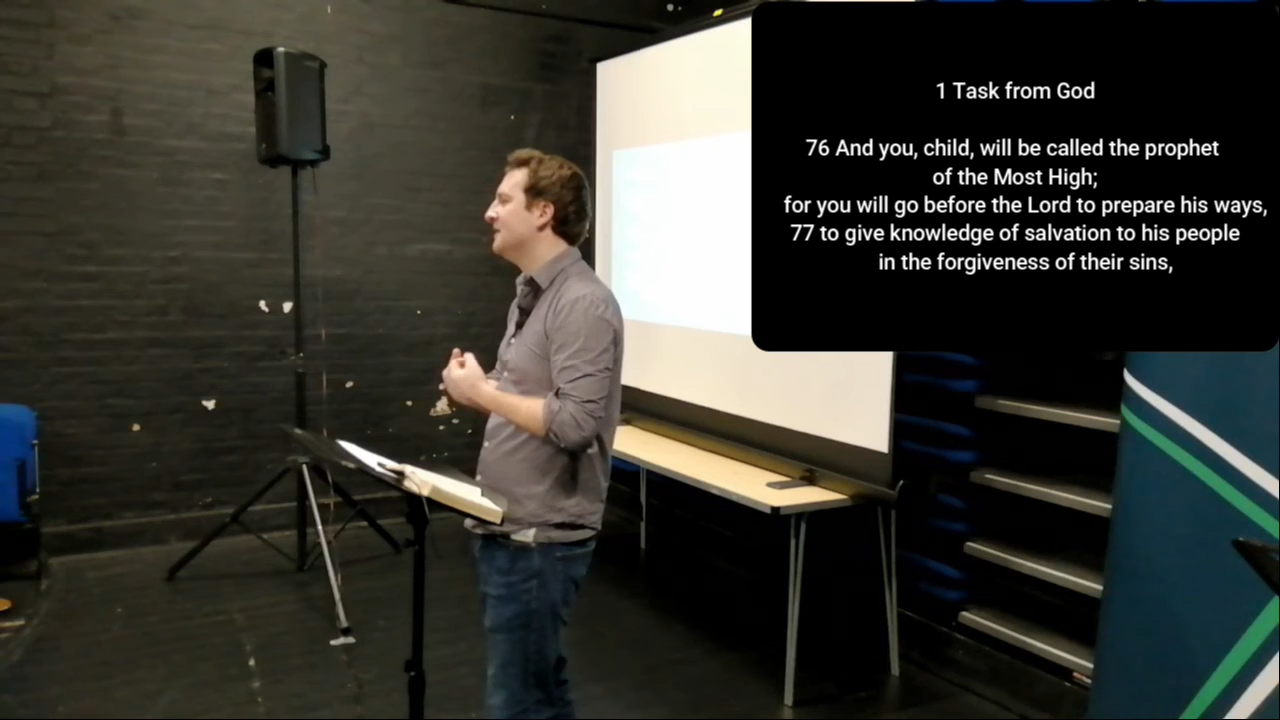 1 Task from God
76 And you, child, will be called the prophet
of the Most High;
for you will go before the Lord to prepare his ways,
77 to give knowledge of salvation to his people
in the forgiveness of their sins,